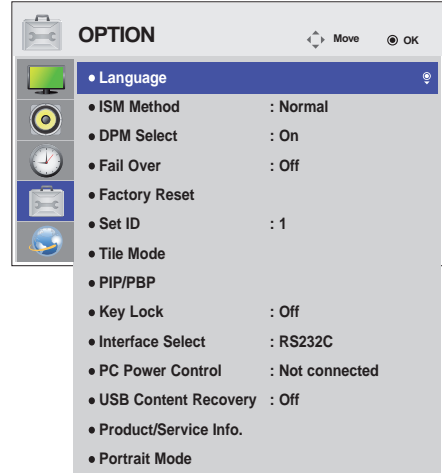 OPTION Move OK
Language
ISM Method : Normal
DPM Select : On
Fail Over : Off
Factory Reset
Set ID : 1
Tile Mode
PIP/PBP
Key Lock : Off
Interface Select : RS232C
PC Power Control : Not connected
USB Content Recovery : Off
Product/Service Info.
Portrait Mode